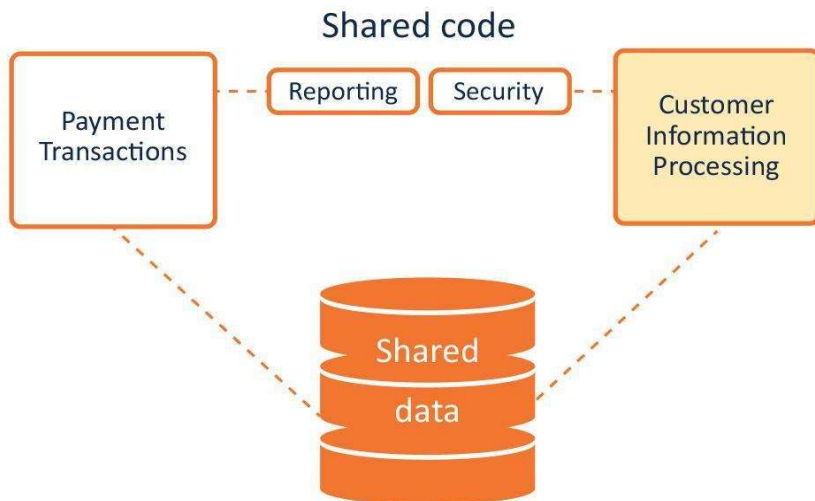 Shared code
Payment
Transactions
Reporting
Security
Customer
Information
Processing
Shared
data